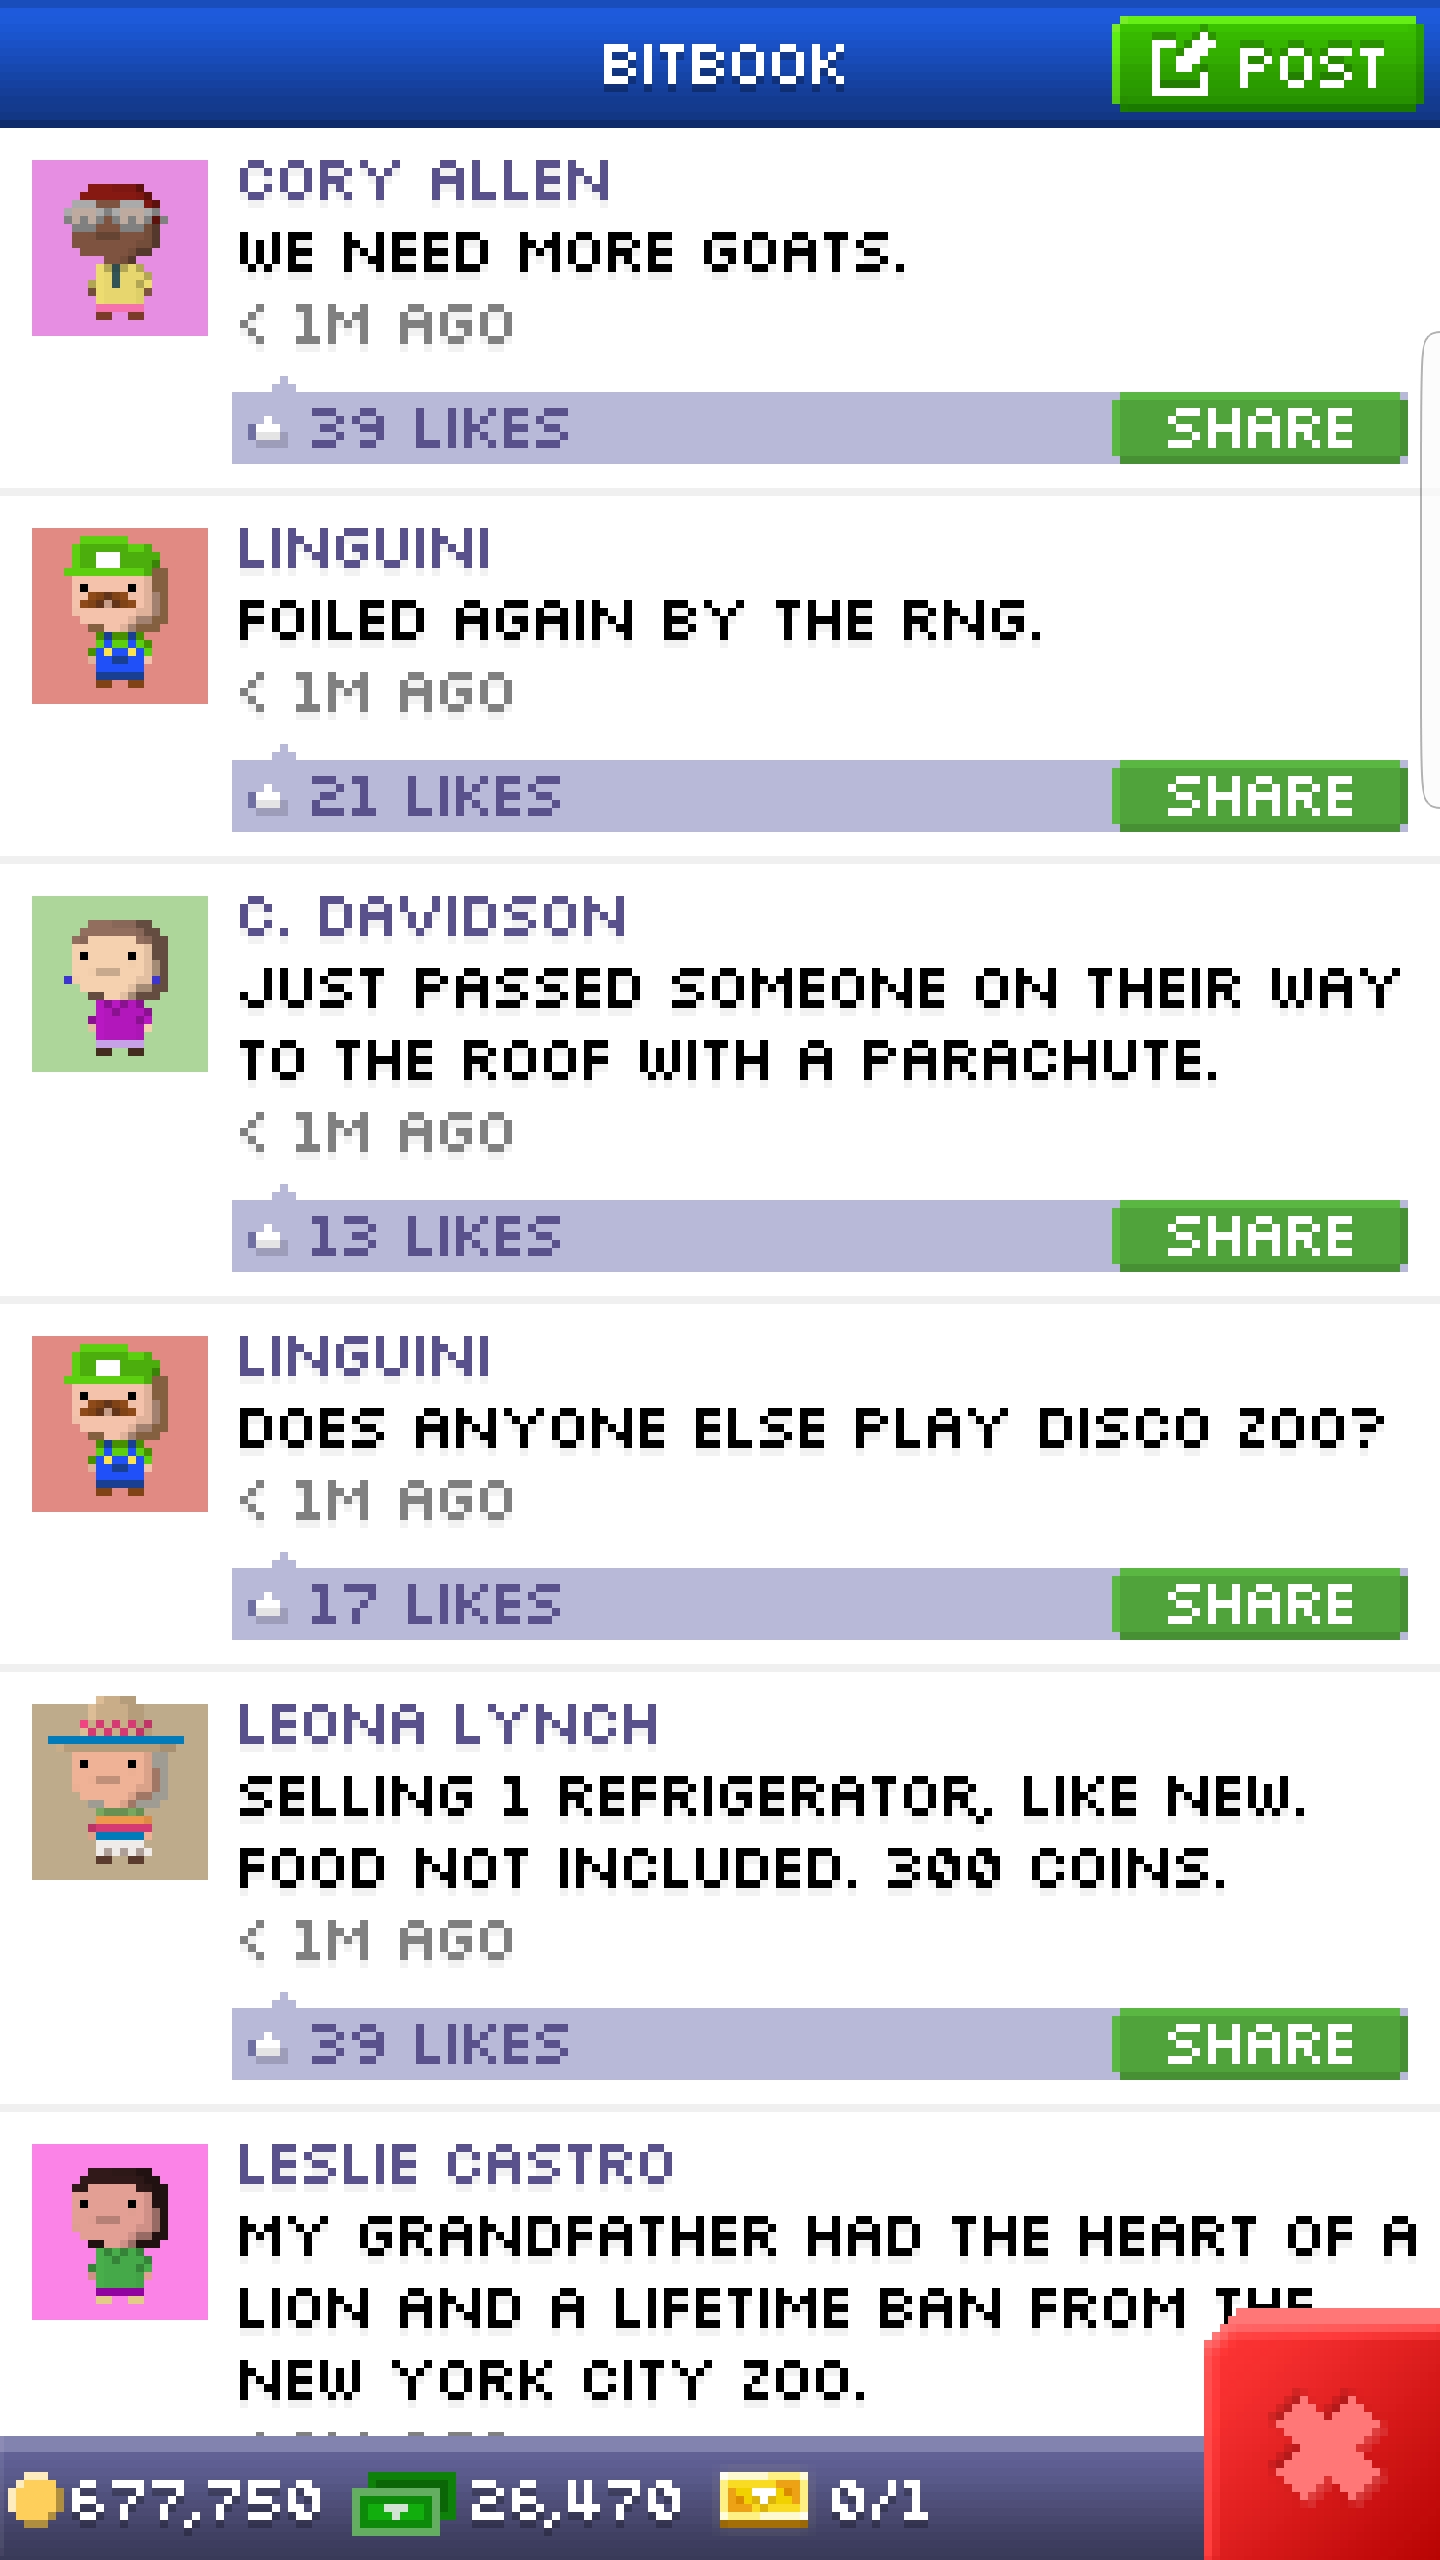 BITBOOK
POST
CORY ALLEN
WE NEED MORE GOATS.
< 1M AGO
39 LIKES
SHARE
LINGUINI
FOILED AGAIN BY THE RNG.
< 1M AGO
21 LIKES
SHARE
C. DAVIDSON
JUST PASSED SOMEONE ON THEIR WAY
TO THE ROOF WITH A PARACHUTE.
< 1M AGO
13 LIKES
SHARE
LINGUINI
DOES ANYONE ELSE PLAY DISCO ZOO?
< 1M AGO
17 LIKES
SHARE
LEONA LYNCH
SELLING 1 REFRIGERATOR, LIKE NEW.
FOOD NOT INCLUDED. 300 COINS.
< 1M AGO
39 LIKES
SHARE
LESLIE CASTRO
MY GRANDFATHER HAD THE HEART OF A
LION AND A LIFETIME BAN FROM THE
NEW YORK CITY ZOO.
677,750
26,470
0/1